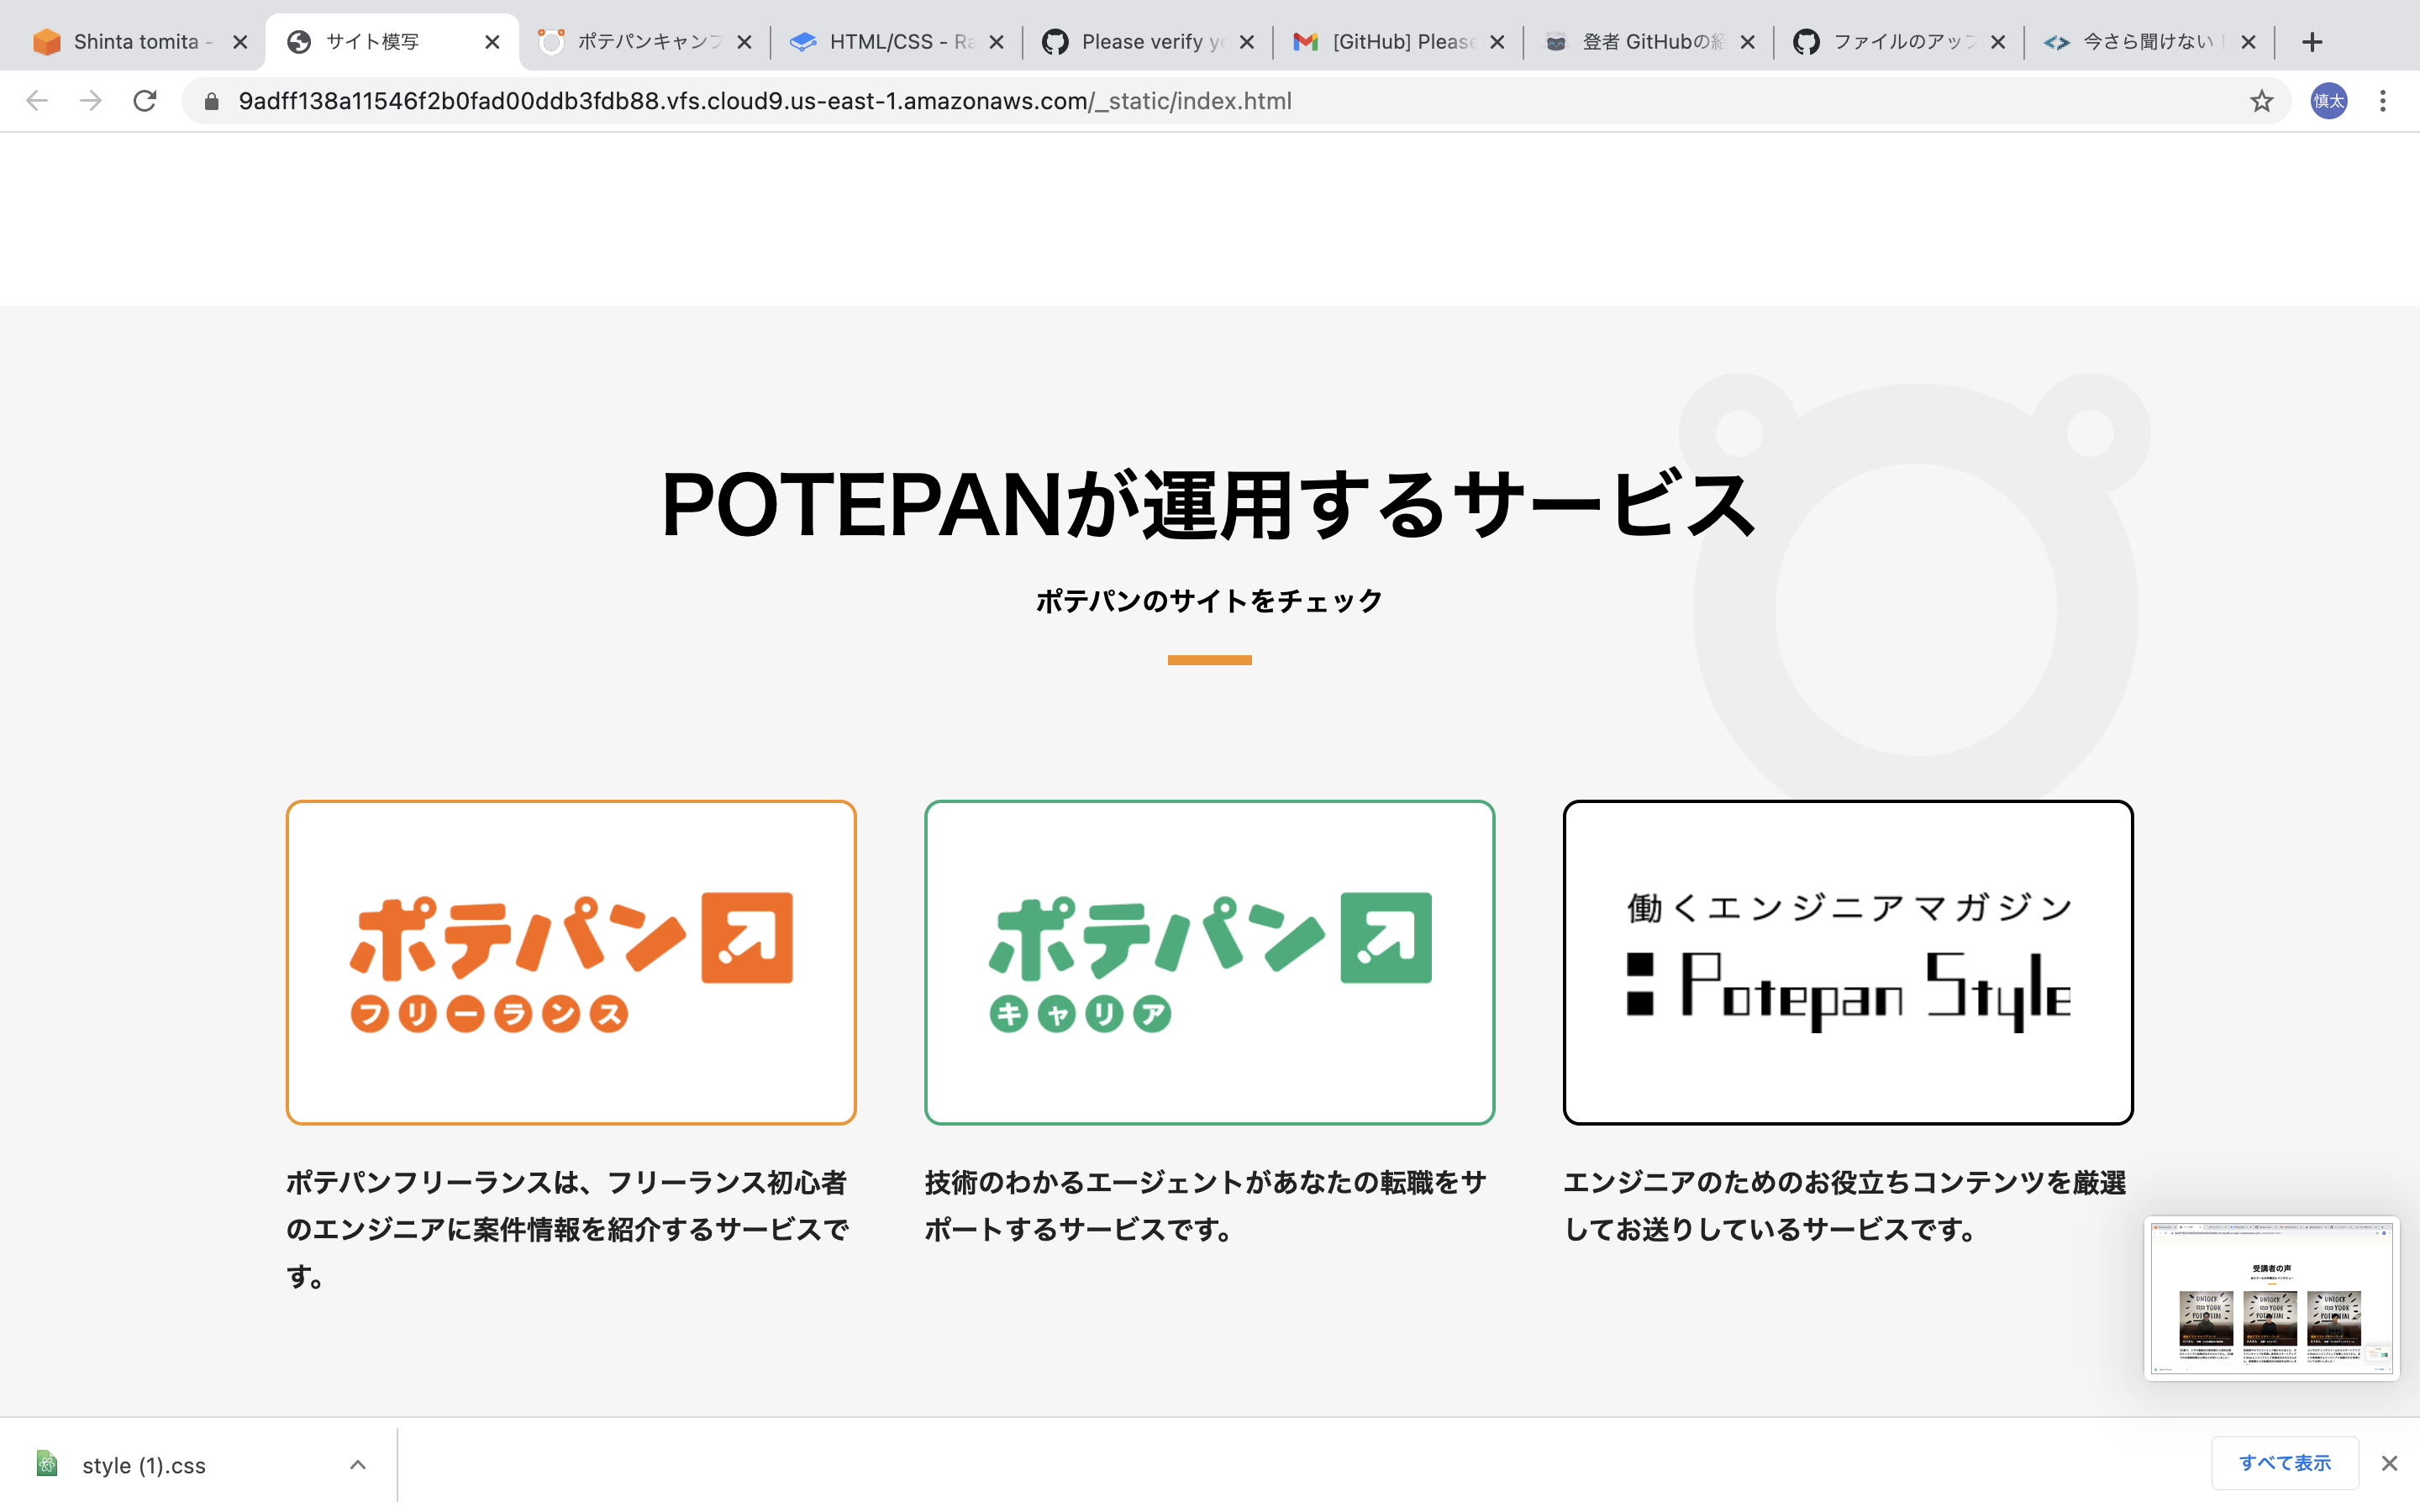 Shinta tomita -
サイト模写
ポテパンキャンプ
HTML/CSS - Ra
Please verify yo
[GitHub] Please
登者 GitHubの紹
ファイルのアップ
今さら聞けない！
9adff138a11546f2b0fad00ddb3fdb88.vfs.cloud9.us-east-1.amazonaws.com/_static/index.html
慎太
POTEPANが運用するサービス
ポテパンのサイトをチェック
ポテパン
フリーランス
ポテパン
キャリア
働くエンジニアマガジン
Potepan Style
ポテパンフリーランスは、フリーランス初心者
のエンジニアに案件情報を紹介するサービスで
す。
技術のわかるエージェントがあなたの転職をサ
ポートするサービスです。
エンジニアのためのお役立ちコンテンツを厳選
してお送りしているサービスです。
受講者の声
UNLOCK
YOUR
POTENTIAL
UNLOCK
YOUR
POTENTIAL
UNLOCK
YOUR
POTENTIAL
style (1).css
すべて表示